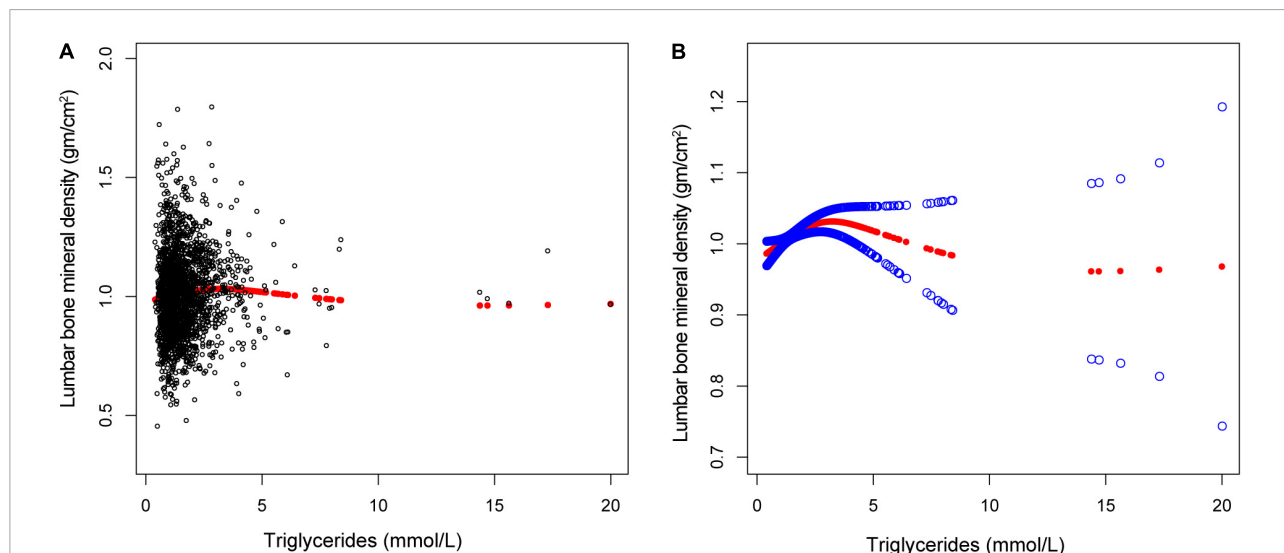 A
Lumbar bone mineral density (gm/cm²)
2.0
1.5
1.0
0.5
0 5 10 15 20
Triglycerides (mmol/L)
B
Lumbar bone mineral density (gm/cm²)
1.2
1.1
1.0
0.9
0.8
0.7
0 5 10 15 20
Triglycerides (mmol/L)